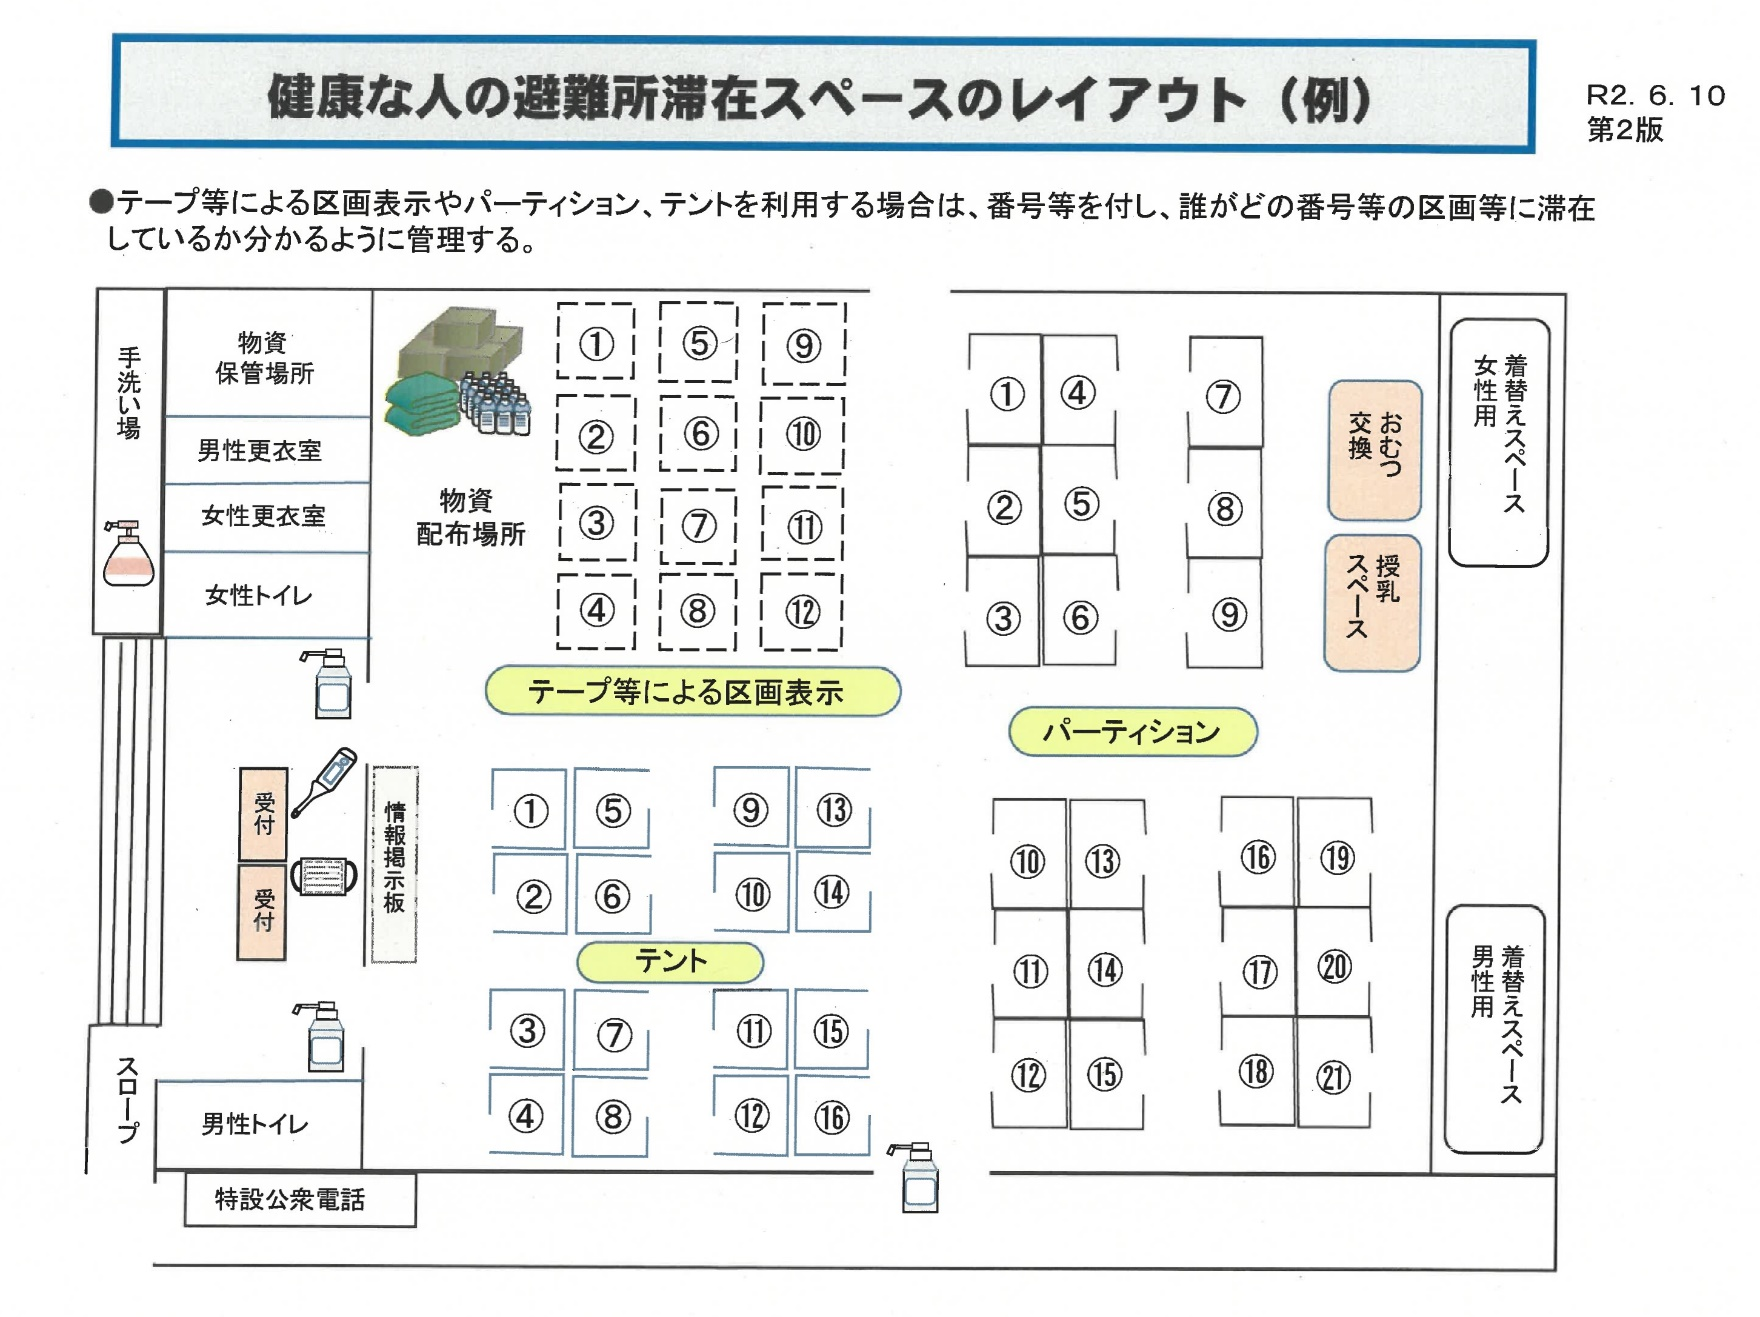 健康な人の避難所滞在スペースのレイアウト（例）
R2. 6. 10
第2版
●テープ等による区画表示やパーティション、テントを利用する場合は、番号等を付し、誰がどの番号等の区画等に滞在
しているか分かるように管理する。
手洗い場
物資
保管場所
男性更衣室
女性更衣室
女性トイレ
物資
配布場所
① ⑤ ⑨
② ⑥ ⑩
③ ⑦ ⑪
④ ⑧ ⑫
テープ等による区画表示
① ④ ⑦
② ⑤ ⑧
③ ⑥ ⑨
パーティション
⑩ ⑬ ⑯ ⑲
⑪ ⑭ ⑰ ⑳
⑫ ⑮ ⑱ ㉑
おむつ
交換
授乳
スペース
着替えスペース
女性用
着替えスペース
男性用
受付
受付
情報掲示板
① ⑤ ⑨ ⑬
② ⑥ ⑩ ⑭
テント
③ ⑦ ⑪ ⑮
④ ⑧ ⑫ ⑯
スロープ
男性トイレ
特設公衆電話